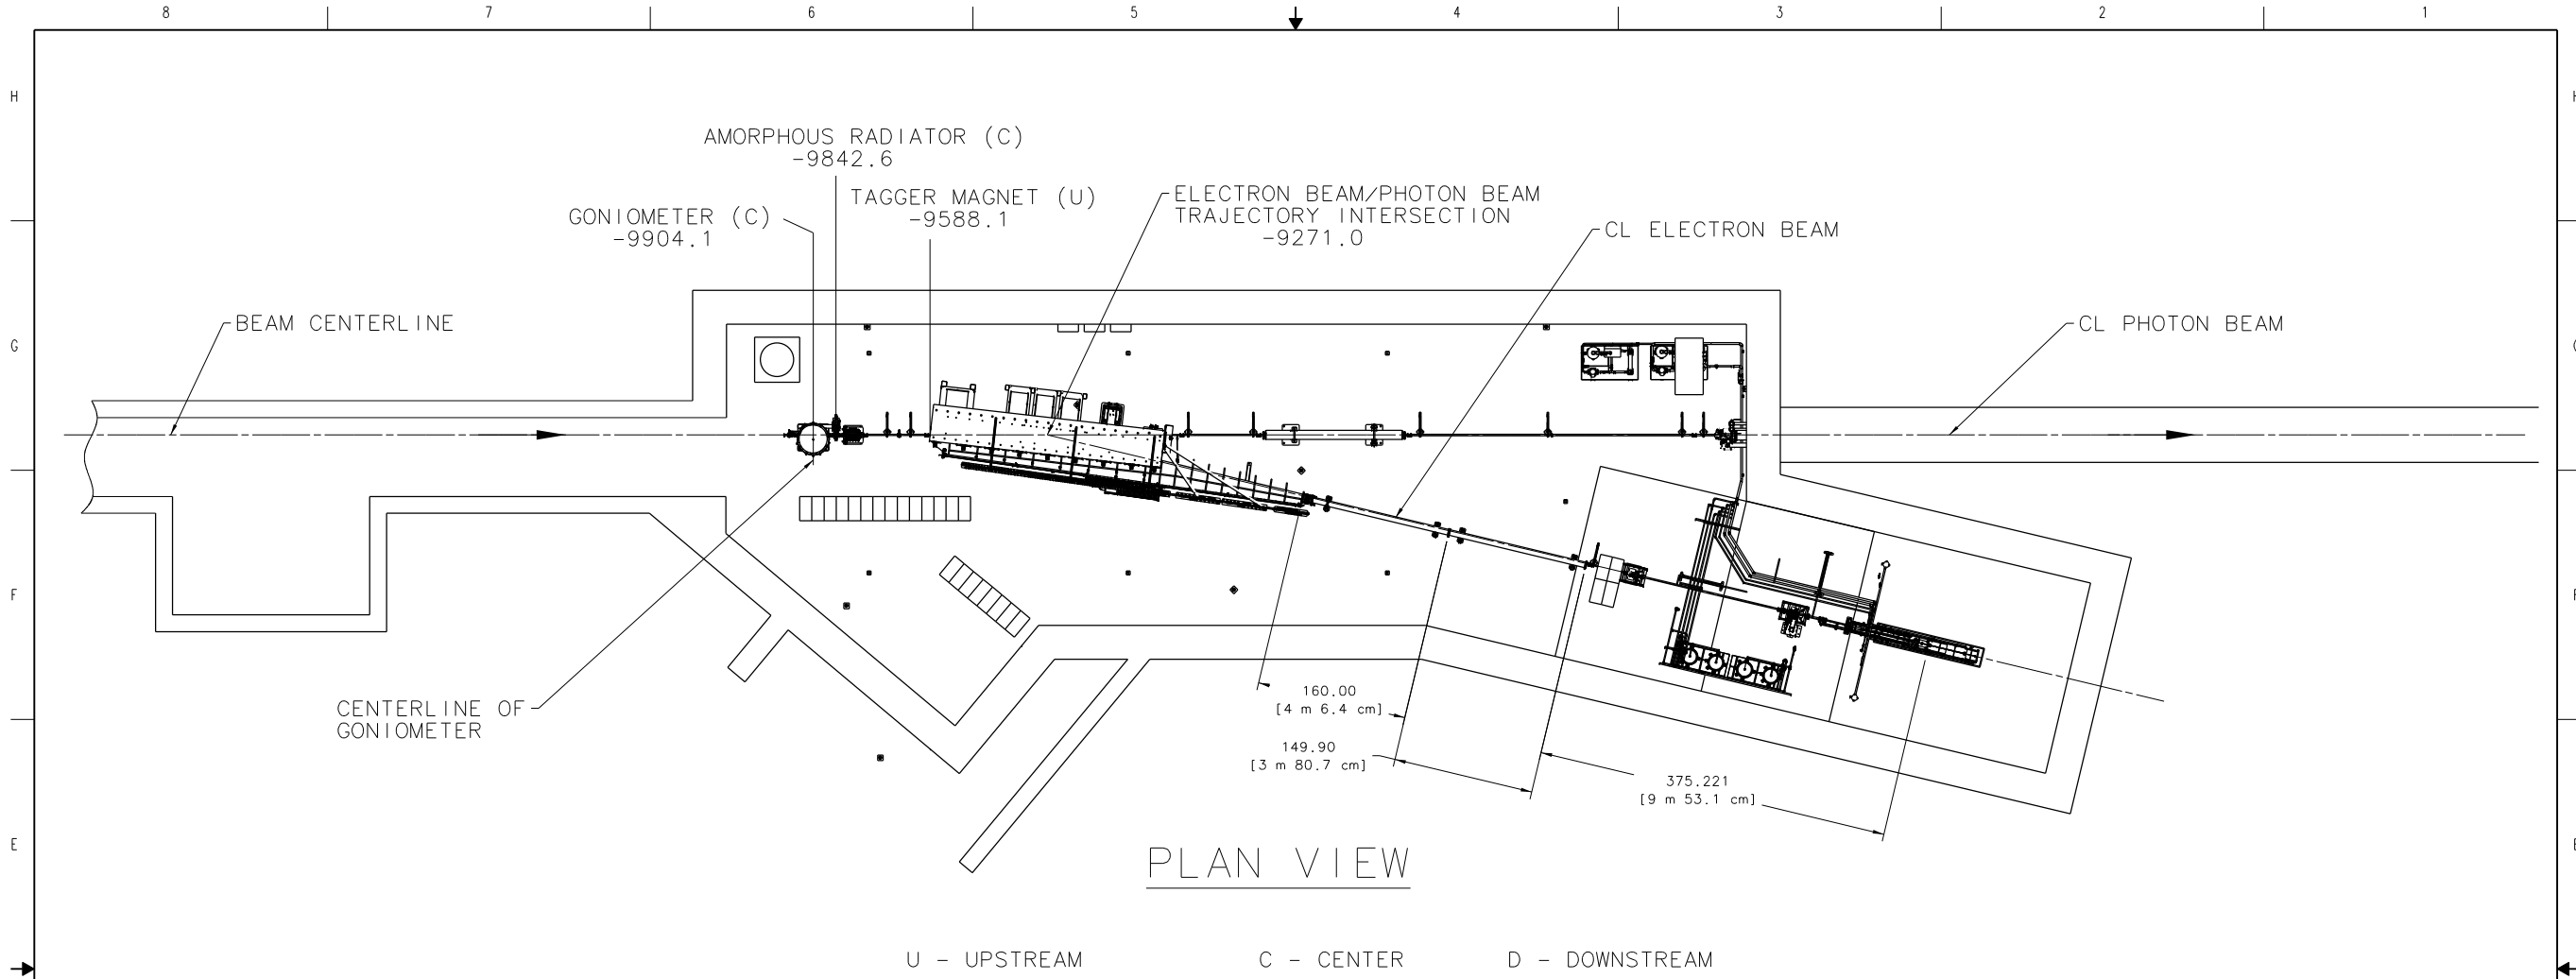 8 7 6 5 4 3 2 1
H
H
AMORPHOUS RADIATOR (C)
-9842.6
TAGGER MAGNET (U)
-9588.1
ELECTRON BEAM/PHOTON BEAM
TRAJECTORY INTERSECTION
-9271.0
GONIOMETER (C)
-9904.1
CL ELECTRON BEAM
BEAM CENTERLINE
CL PHOTON BEAM
G
F
CENTERLINE OF
GONIOMETER
160.00
[4 m 6.4 cm]
149.90
[3 m 80.7 cm]
375.221
[9 m 53.1 cm]
E
PLAN VIEW
U - UPSTREAM
C - CENTER
D - DOWNSTREAM